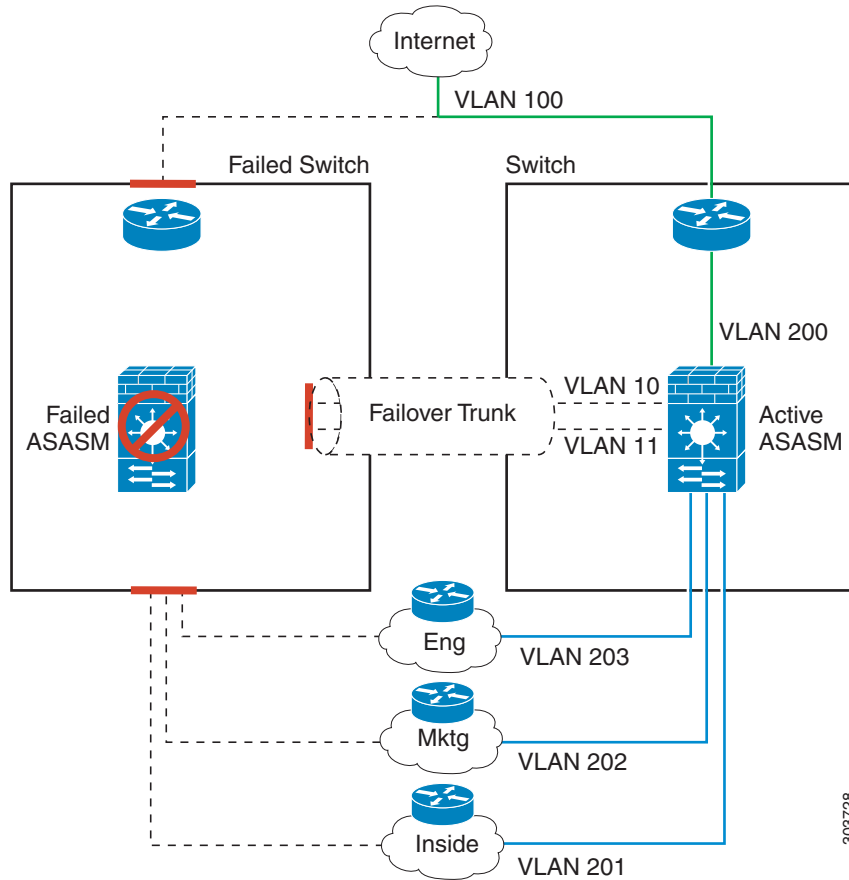 Internet
VLAN 100
Failed Switch
Switch
VLAN 200
Failed
ASASM
Failover Trunk
VLAN 10
VLAN 11
Active
ASASM
Eng
VLAN 203
Mktg
VLAN 202
Inside
VLAN 201
303728